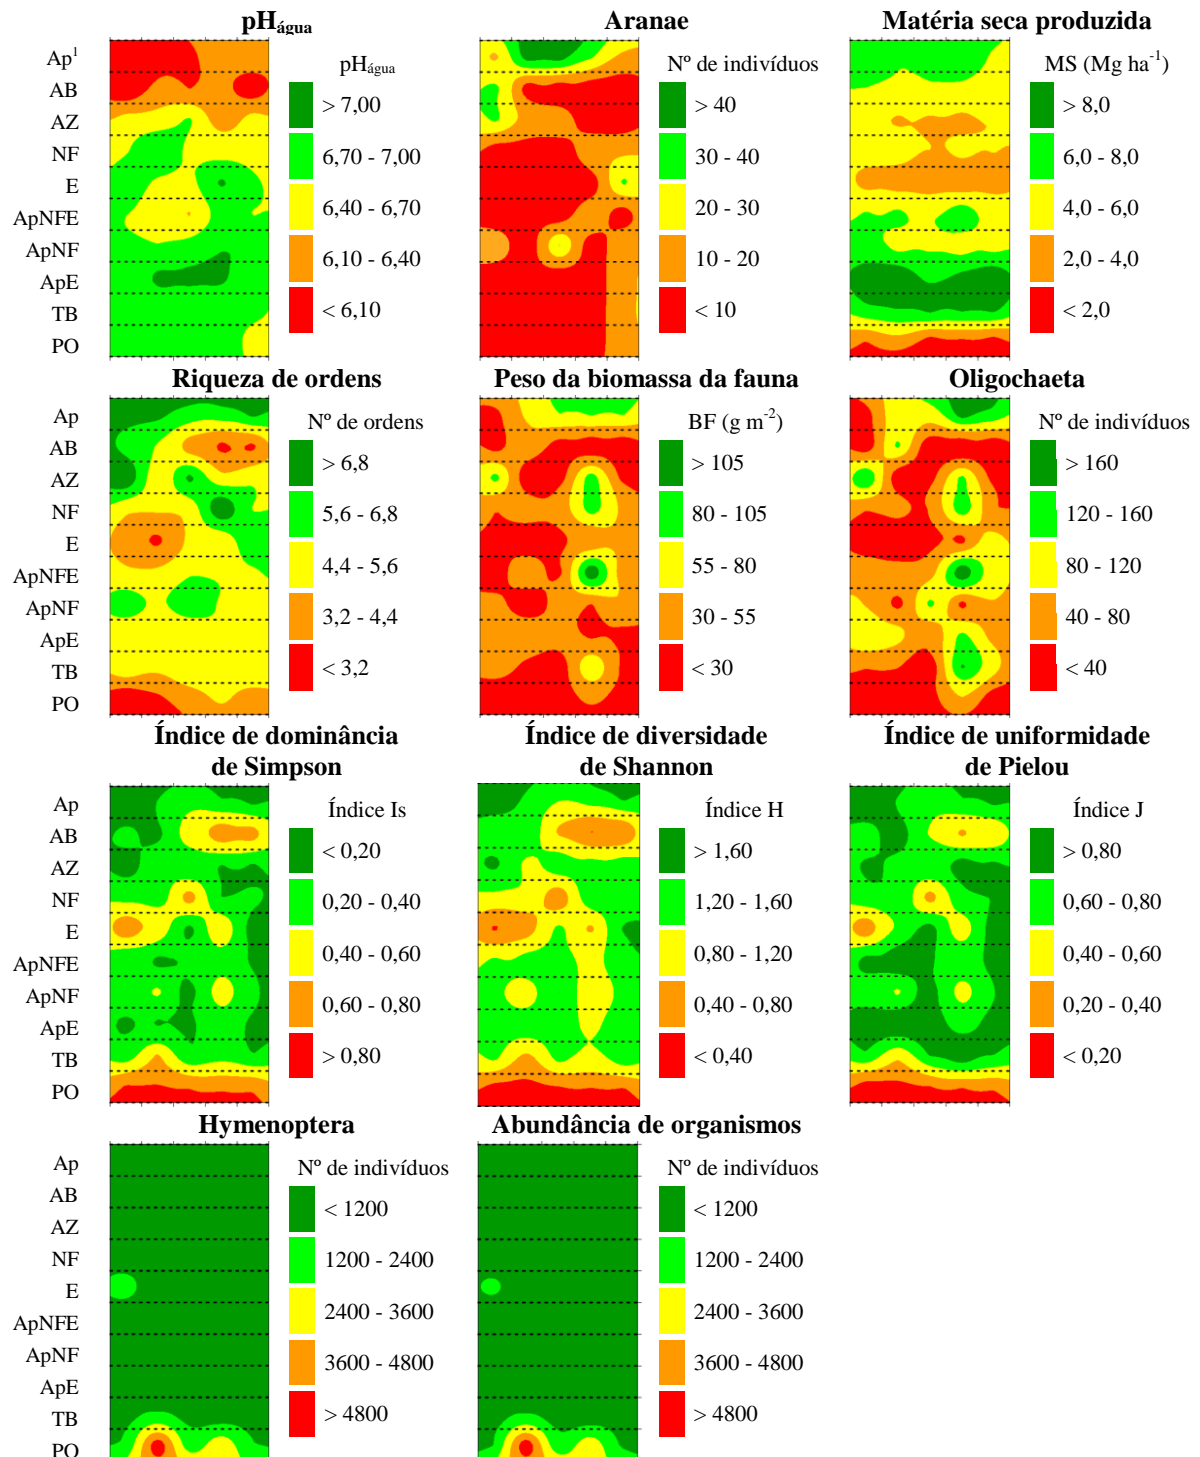 pHágua
Aranae
Matéria seca produzida
Ap¹
AB
AZ
NF
E
ApNFE
ApNF
ApE
TB
PO
pHágua
> 7,00
6,70 - 7,00
6,40 - 6,70
6,10 - 6,40
< 6,10
Nº de indivíduos
> 40
30 - 40
20 - 30
10 - 20
< 10
MS (Mg ha⁻¹)
> 8,0
6,0 - 8,0
4,0 - 6,0
2,0 - 4,0
< 2,0
Riqueza de ordens
Peso da biomassa da fauna
Oligochaeta
Ap
AB
AZ
NF
E
ApNFE
ApNF
ApE
TB
PO
Nº de ordens
> 6,8
5,6 - 6,8
4,4 - 5,6
3,2 - 4,4
< 3,2
BF (g m⁻²)
> 105
80 - 105
55 - 80
30 - 55
< 30
Nº de indivíduos
> 160
120 - 160
80 - 120
40 - 80
< 40
Índice de dominância
de Simpson
Índice de diversidade
de Shannon
Índice de uniformidade
de Pielou
Ap
AB
AZ
NF
E
ApNFE
ApNF
ApE
TB
PO
Índice Is
< 0,20
0,20 - 0,40
0,40 - 0,60
0,60 - 0,80
> 0,80
Índice H
> 1,60
1,20 - 1,60
0,80 - 1,20
0,40 - 0,80
< 0,40
Índice J
> 0,80
0,60 - 0,80
0,40 - 0,60
0,20 - 0,40
< 0,20
Hymenoptera
Abundância de organismos
Ap
AB
AZ
NF
E
ApNFE
ApNF
ApE
TB
PO
Nº de indivíduos
< 1200
1200 - 2400
2400 - 3600
3600 - 4800
> 4800
Nº de indivíduos
< 1200
1200 - 2400
2400 - 3600
3600 - 4800
> 4800